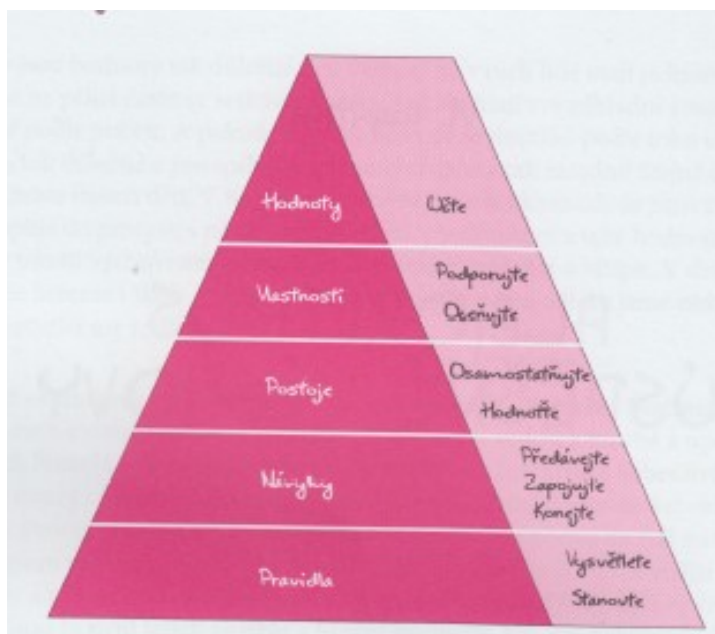 Hodnoty
Učte
Vlastnosti
Podporujte
Oceňujte
Postoje
Osamostatňujte
Hodnoťte
Návyky
Předávejte
Zapojujte
Konejte
Pravidla
Vysvětlete
Stanovte